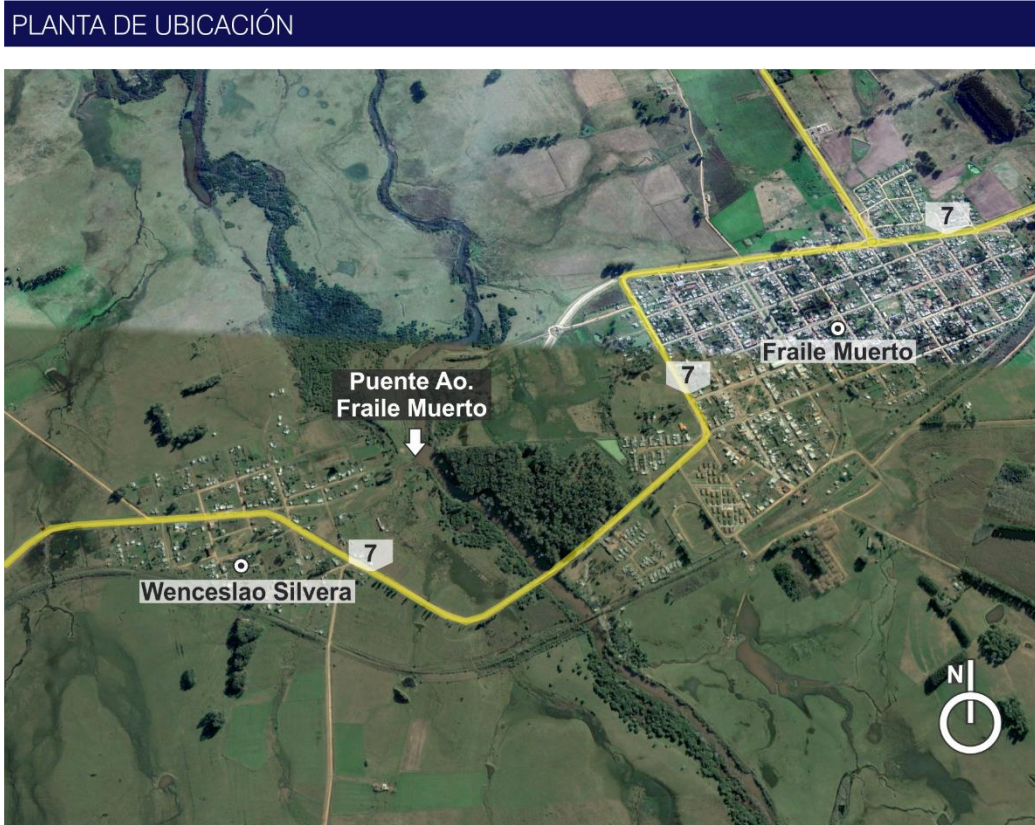 PLANTA DE UBICACIÓN
7
Fraile Muerto
7
Puente Ao.
Fraile Muerto
7
Wenceslao Silvera
N